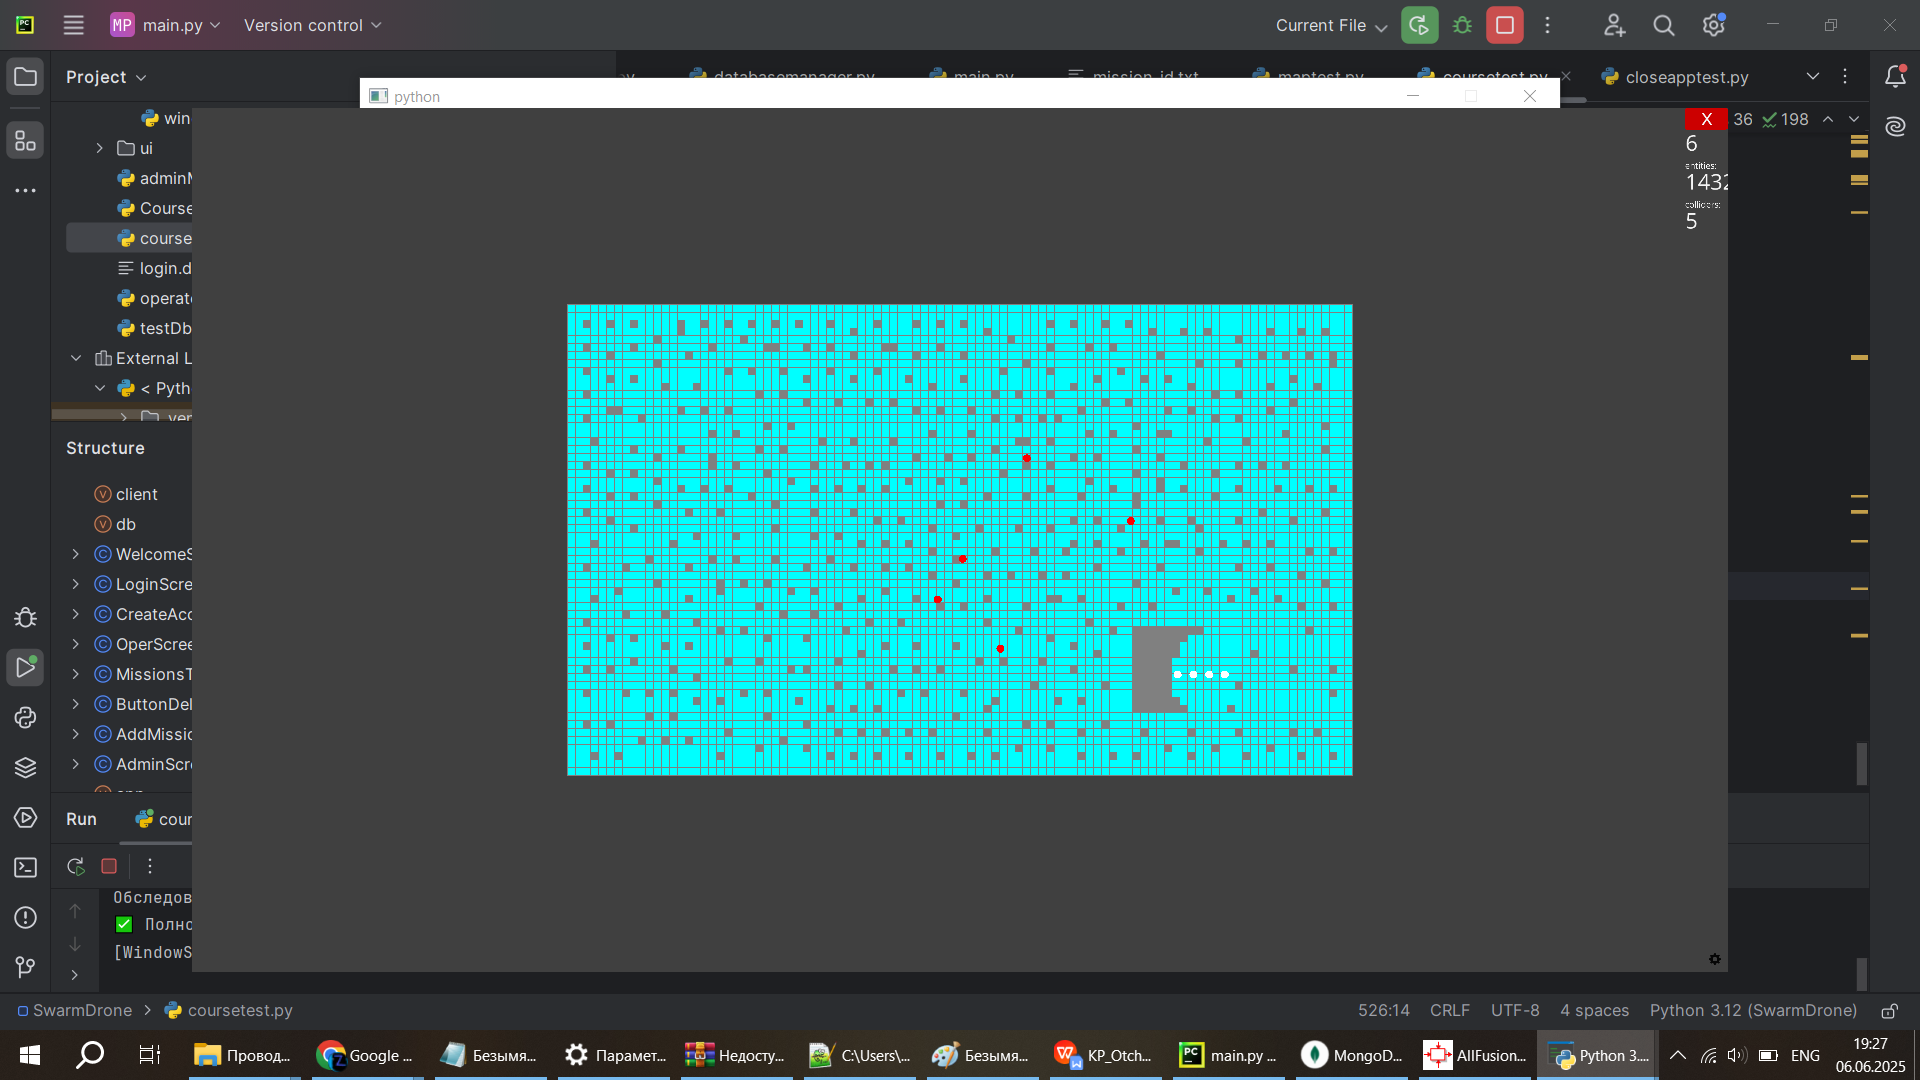 MP main.py Version control Current File
Project
databasemanager.py main.py mission_id.txt maptest.py coursetest.py closeapptest.py
python
X 36 198
6
entities:
1432
colliders:
5
win
ui
adminM
Course
course
login.d
operato
testDb
External L
< Pyth
ver
Structure
client
db
WelcomeS
LoginScre
CreateAcc
OperScree
MissionsT
ButtonDel
AddMissio
AdminScre
Run cour
Обследов
Полно
[WindowS
SwarmDrone > coursetest.py 526:14 CRLF UTF-8 4 spaces Python 3.12 (SwarmDrone)
Провод... Google ... Безымя... Парамет... Недосту... C:\Users\... Безымя... KP_Otch... main.py ... MongoD... AllFusion... Python 3.... ENG 19:27
06.06.2025